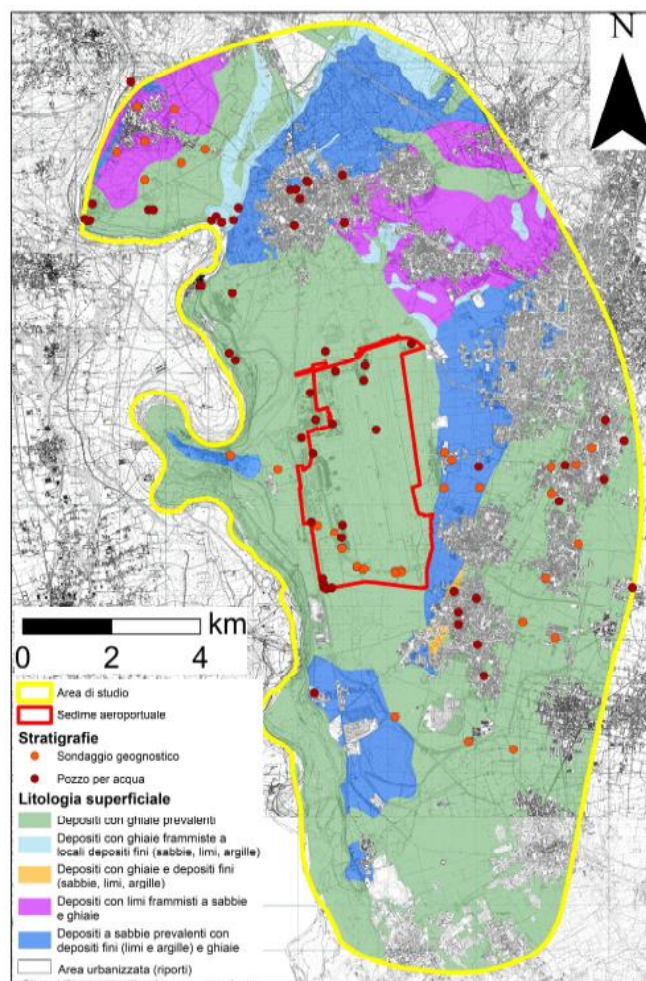 N
km
0 2 4
Area di studio
Sedime aeroportuale
Stratigrafie
Sondaggio geognostico
Pozzo per acqua
Litologia superficiale
Depositi con ghiaie prevalenti
Depositi con ghiaie frammiste a
locali depositi fini (sabbie, limi, argille)
Depositi con ghiaie e depositi fini
(sabbie, limi, argille)
Depositi con limi frammisti a sabbie
e ghiaie
Depositi a sabbie prevalenti con
depositi fini (limi e argille) e ghiaie
Area urbanizzata (riporti)